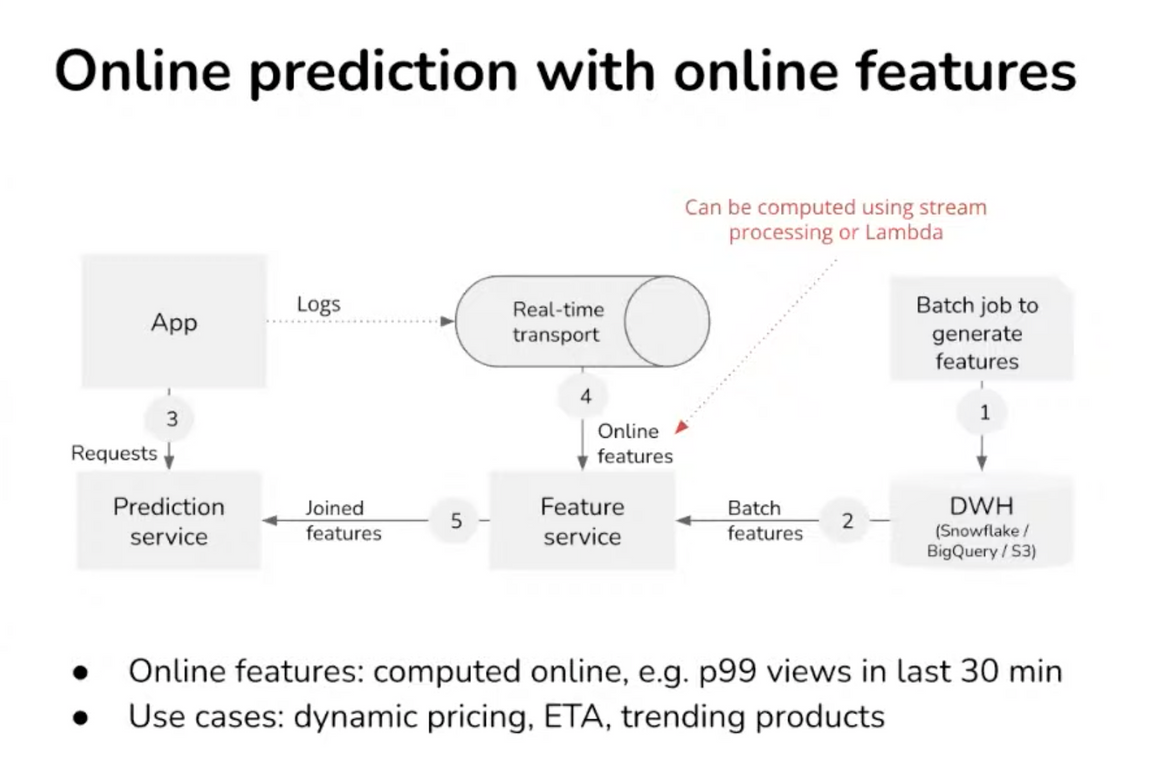 Online prediction with online features
Can be computed using stream
processing or Lambda
App
Logs
Real-time
transport
Batch job to
generate
features
3
4
1
Requests
Online
features
Prediction
service
Joined
features
5
Feature
service
Batch
features
2
DWH
(Snowflake /
BigQuery / S3)
● Online features: computed online, e.g. p99 views in last 30 min
● Use cases: dynamic pricing, ETA, trending products